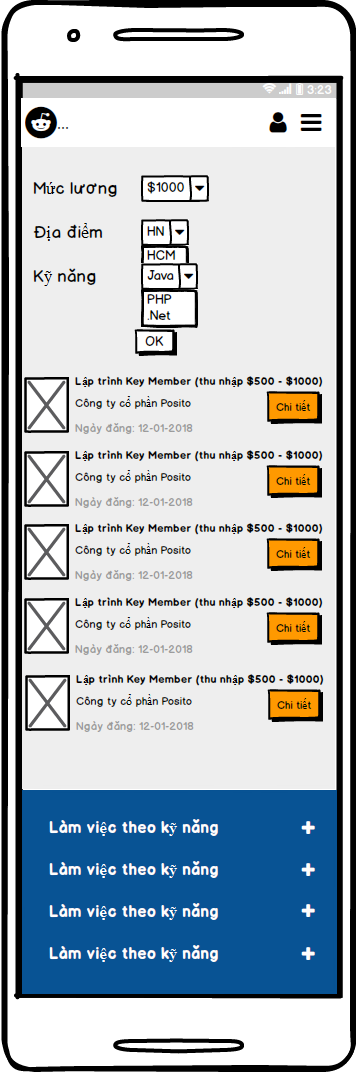 3:23
...
Mức lương $1000
Địa điểm HN
HCM
Kỹ năng Java
PHP
.Net
OK
Lập trình Key Member (thu nhập $500 - $1000)
Công ty cổ phần Posito
Chi tiết
Ngày đăng: 12-01-2018
Lập trình Key Member (thu nhập $500 - $1000)
Công ty cổ phần Posito
Chi tiết
Ngày đăng: 12-01-2018
Lập trình Key Member (thu nhập $500 - $1000)
Công ty cổ phần Posito
Chi tiết
Ngày đăng: 12-01-2018
Lập trình Key Member (thu nhập $500 - $1000)
Công ty cổ phần Posito
Chi tiết
Ngày đăng: 12-01-2018
Lập trình Key Member (thu nhập $500 - $1000)
Công ty cổ phần Posito
Chi tiết
Ngày đăng: 12-01-2018
Làm việc theo kỹ năng +
Làm việc theo kỹ năng +
Làm việc theo kỹ năng +
Làm việc theo kỹ năng +